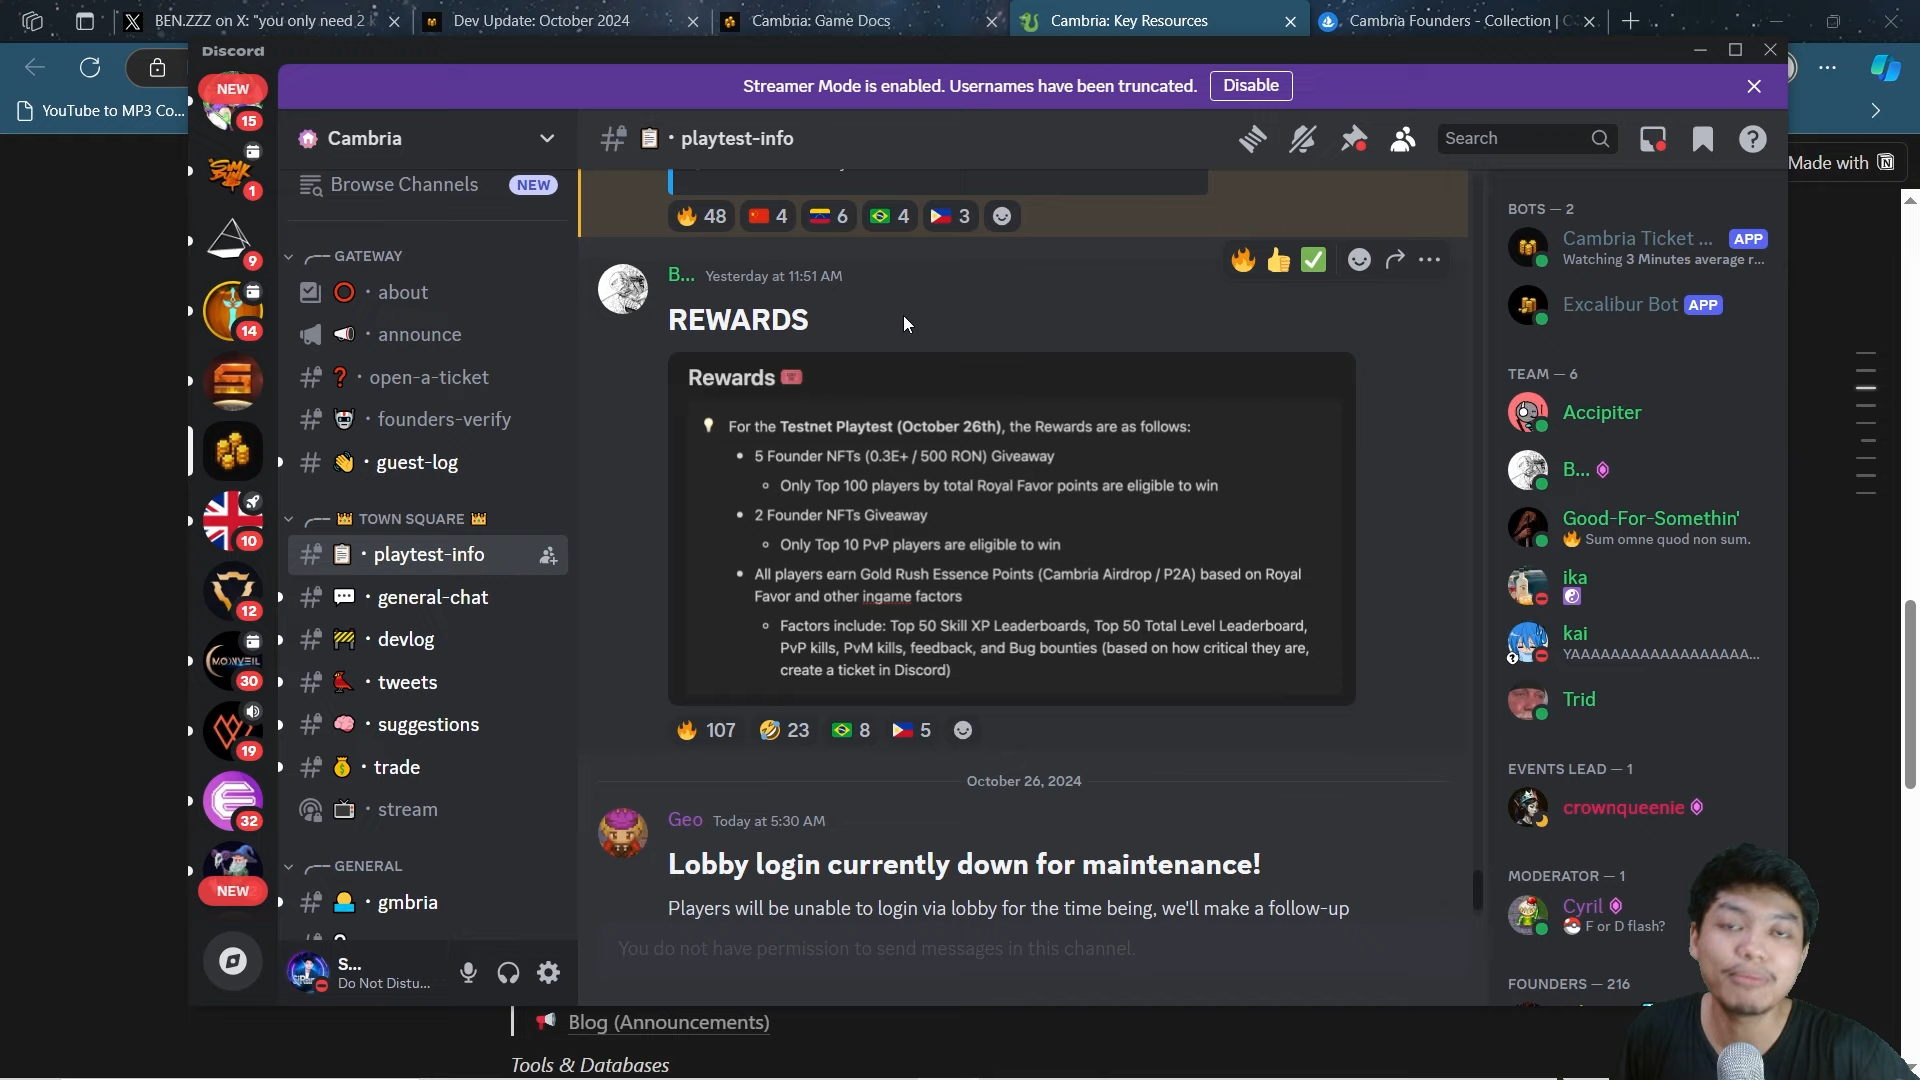 BEN.ZZZ on X: "you only need 2
Dev Update: October 2024
Cambria: Game Docs
Cambria: Key Resources
Cambria Founders - Collection |
YouTube to MP3 Co...
Made with
Discord
Streamer Mode is enabled. Usernames have been truncated.
Disable
NEW
15
1
9
14
10
12
MONVEIL
30
19
32
NEW
Cambria
Browse Channels
NEW
GATEWAY
about
announce
open-a-ticket
founders-verify
guest-log
TOWN SQUARE
playtest-info
general-chat
devlog
tweets
suggestions
trade
stream
GENERAL
gmbria
S...
Do Not Distu...
playtest-info
Search
48
4
6
4
3
B... Yesterday at 11:51 AM
REWARDS
Rewards
For the Testnet Playtest (October 26th), the Rewards are as follows:
5 Founder NFTs (0.3E+ / 500 RON) Giveaway
Only Top 100 players by total Royal Favor points are eligible to win
2 Founder NFTs Giveaway
Only Top 10 PvP players are eligible to win
All players earn Gold Rush Essence Points (Cambria Airdrop / P2A) based on Royal
Favor and other ingame factors
Factors include: Top 50 Skill XP Leaderboards, Top 50 Total Level Leaderboard,
PvP kills, PvM kills, feedback, and Bug bounties (based on how critical they are,
create a ticket in Discord)
107
23
8
5
October 26, 2024
Geo Today at 5:30 AM
Lobby login currently down for maintenance!
Players will be unable to login via lobby for the time being, we'll make a follow-up
You do not have permission to send messages in this channel.
BOTS — 2
Cambria Ticket ... APP
Watching 3 Minutes average r...
Excalibur Bot APP
TEAM — 6
Accipiter
B...
Good-For-Somethin'
Sum omne quod non sum.
ika
kai
YAAAAAAAAAAAAAAAAAA...
Trid
EVENTS LEAD — 1
crownqueenie
MODERATOR — 1
Cyril
F or D flash?
FOUNDERS — 216
Blog (Announcements)
Tools & Databases